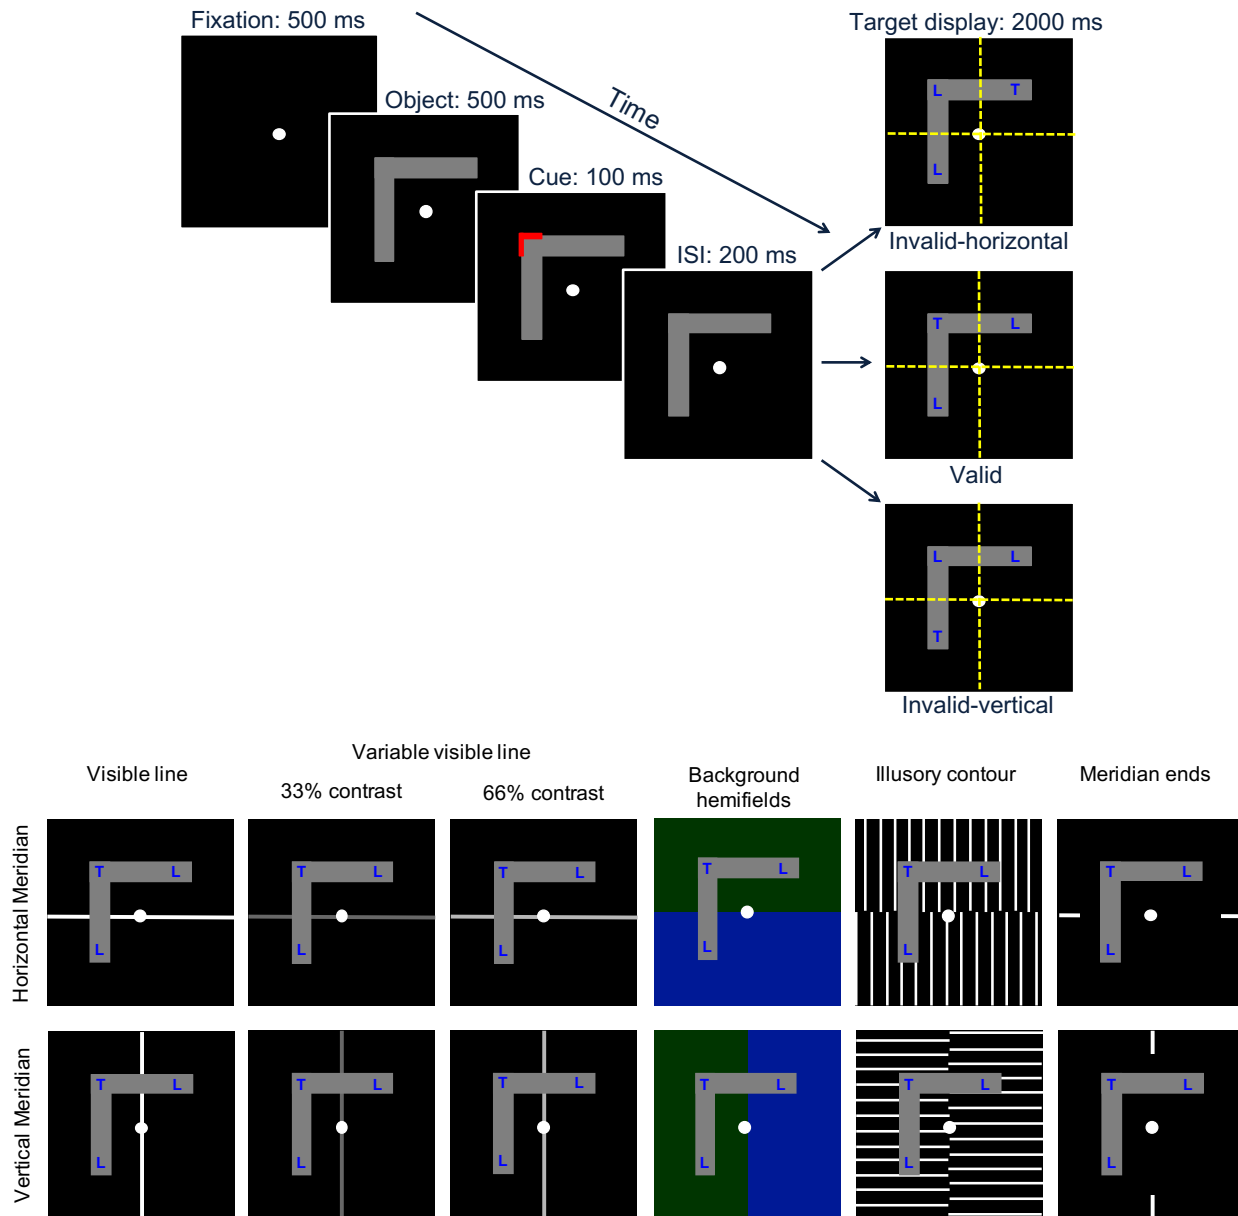 Fixation: 500 ms
Object: 500 ms
Cue: 100 ms
ISI: 200 ms
Time
Target display: 2000 ms
L T
L
Invalid-horizontal
T L
L
Valid
L L
T
Invalid-vertical
Visible line
Variable visible line
33% contrast
66% contrast
Background
hemifields
Illusory contour
Meridian ends
Horizontal Meridian
T L
L
T L
L
T L
L
T L
L
T L
L
T L
L
Vertical Meridian
T L
L
T L
L
T L
L
T L
L
T L
L
T L
L